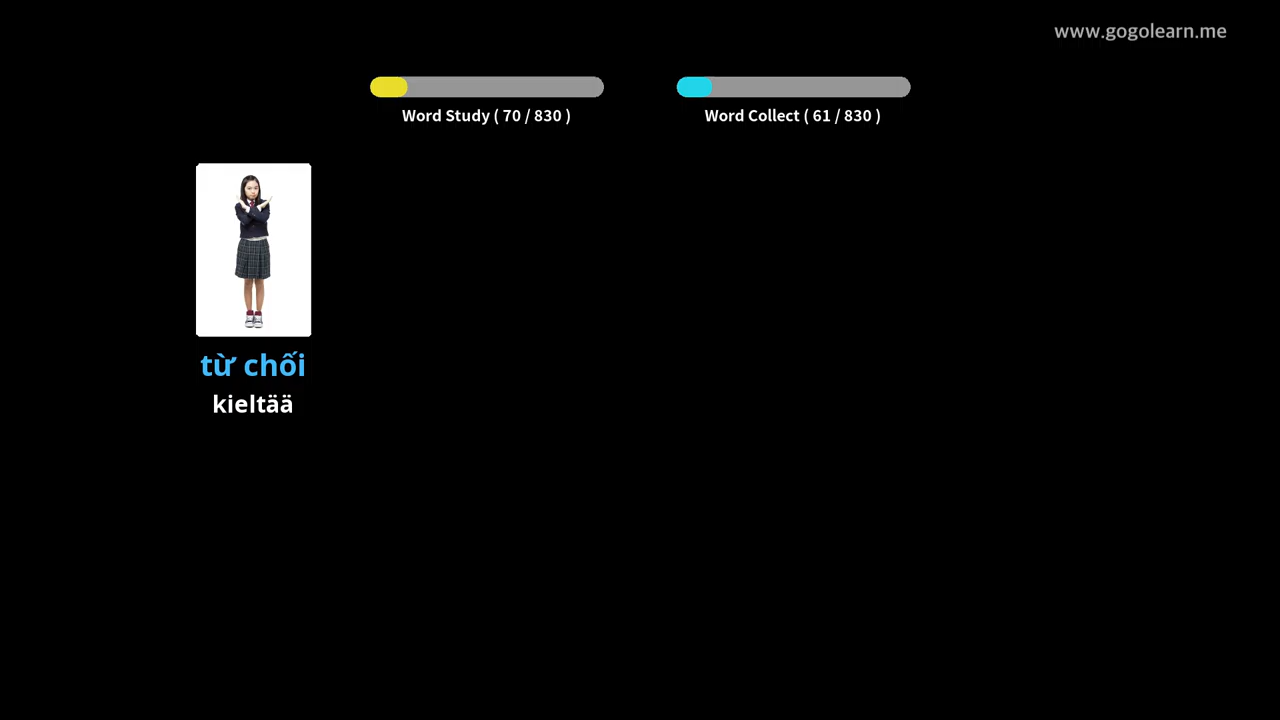 www.gogolearn.me
Word Study ( 70 / 830 )
Word Collect ( 61 / 830 )
từ chối
kieltää